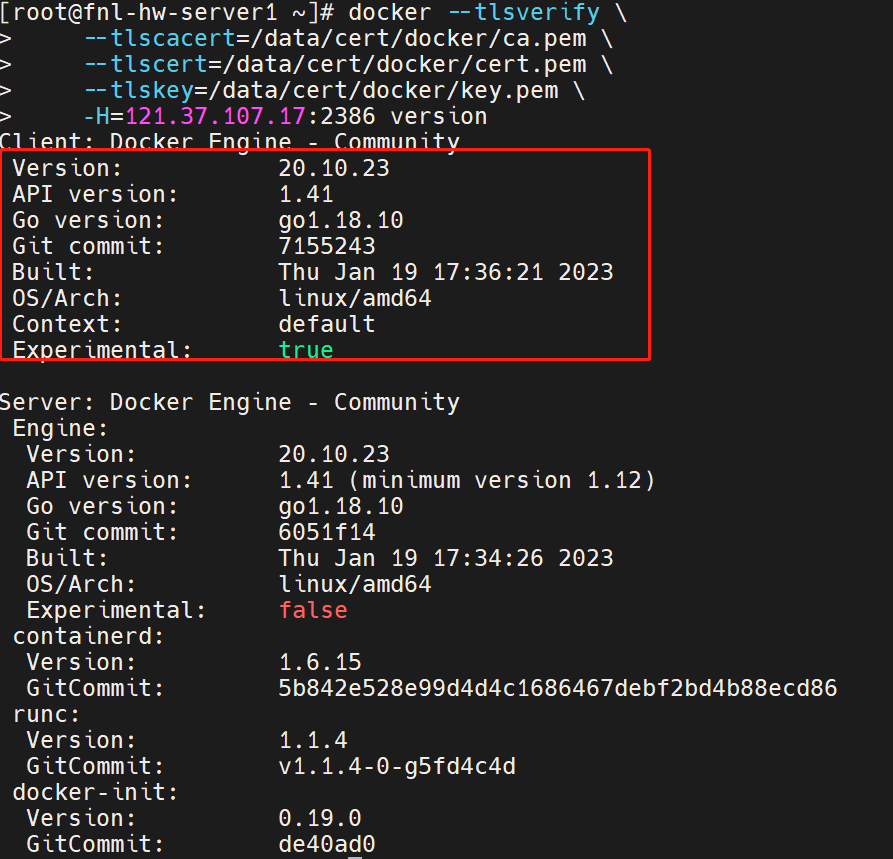 [root@fnl-hw-server1 ~]# docker --tlsverify \
>     --tlscacert=/data/cert/docker/ca.pem \
>     --tlscert=/data/cert/docker/cert.pem \
>     --tlskey=/data/cert/docker/key.pem \
>     -H=121.37.107.17:2386 version
Client: Docker Engine - Community
 Version:           20.10.23
 API version:       1.41
 Go version:        go1.18.10
 Git commit:        7155243
 Built:             Thu Jan 19 17:36:21 2023
 OS/Arch:           linux/amd64
 Context:           default
 Experimental:      true
Server: Docker Engine - Community
 Engine:
  Version:          20.10.23
  API version:      1.41 (minimum version 1.12)
  Go version:       go1.18.10
  Git commit:       6051f14
  Built:            Thu Jan 19 17:34:26 2023
  OS/Arch:          linux/amd64
  Experimental:     false
 containerd:
  Version:          1.6.15
  GitCommit:        5b842e528e99d4d4c1686467debf2bd4b88ecd86
 runc:
  Version:          1.1.4
  GitCommit:        v1.1.4-0-g5fd4c4d
 docker-init:
  Version:          0.19.0
  GitCommit:        de40ad0